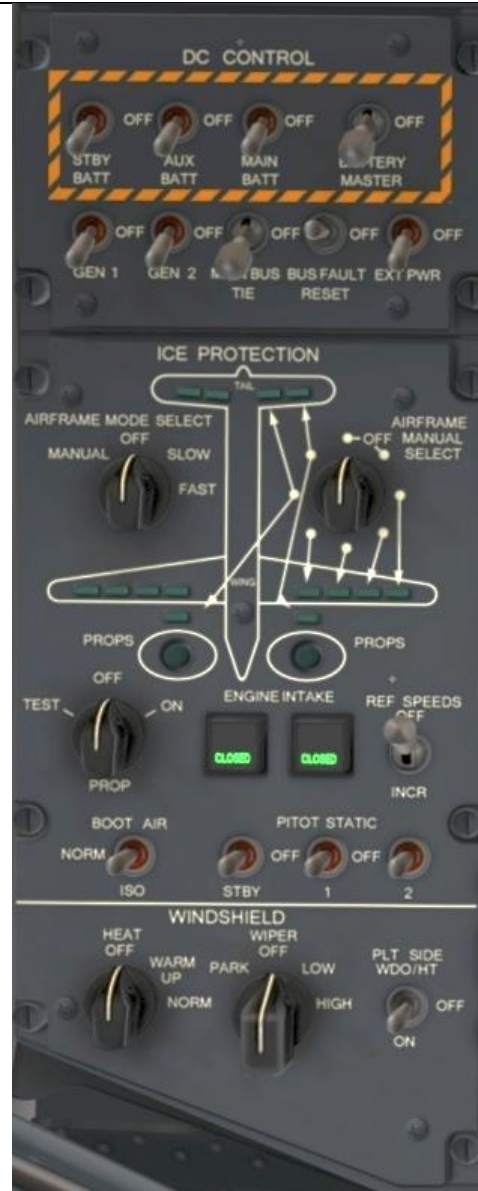 DC CONTROL
OFF OFF OFF OFF
STBY AUX MAIN BATTERY
BATT BATT BATT MASTER
OFF OFF OFF OFF OFF
GEN 1 GEN 2 MAIN BUS BUS FAULT EXT PWR
TIE RESET
ICE PROTECTION
TAIL
AIRFRAME MODE SELECT
OFF
MANUAL SLOW
FAST
AIRFRAME
OFF MANUAL
SELECT
WING
PROPS PROPS
OFF
TEST ON
PROP
ENGINE INTAKE
CLOSED CLOSED
REF SPEEDS
OFF
INCR
BOOT AIR
NORM
ISO
PITOT STATIC
OFF OFF
STBY 1 2
WINDSHIELD
HEAT
OFF
WARM
UP
NORM
WIPER
OFF
PARK LOW
HIGH
PLT SIDE
WDO/HT
OFF
ON